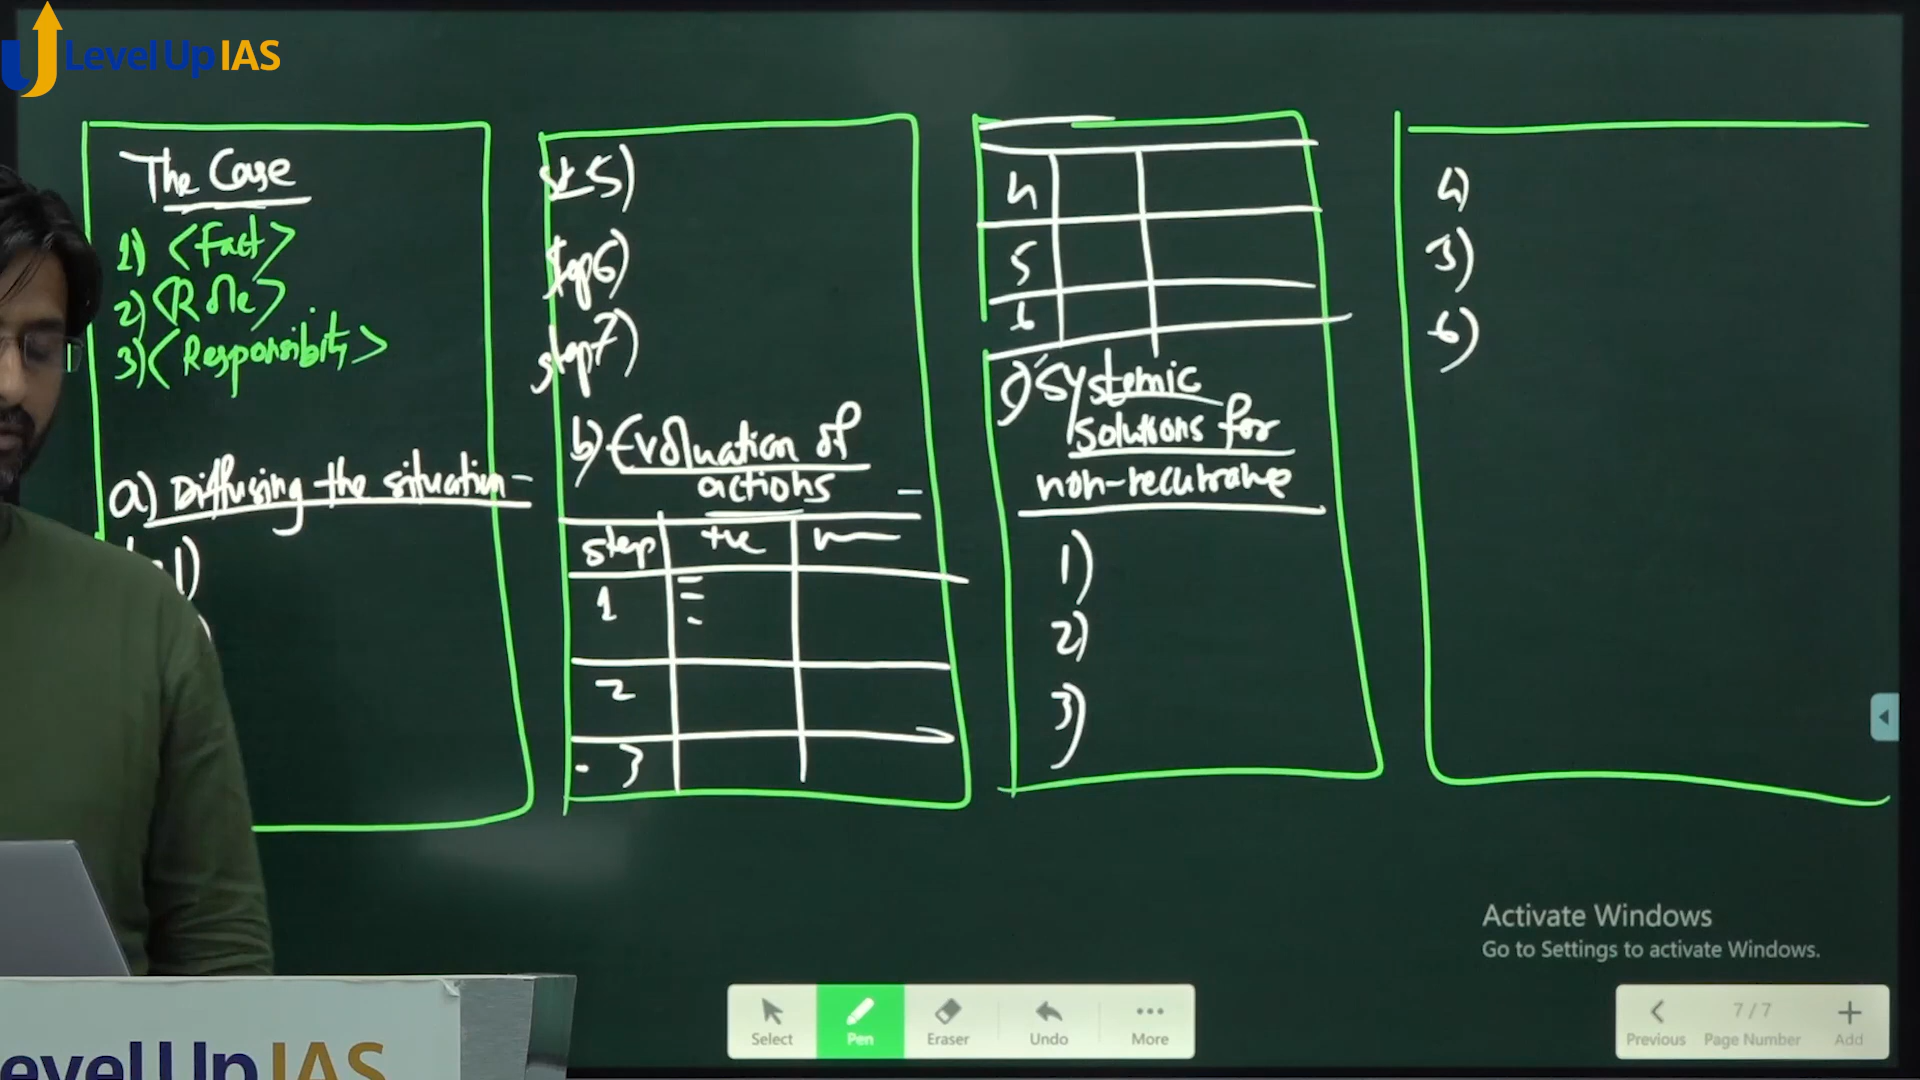 Level Up IAS
The Case
1) <Fact>
2) <Role>
3) <Responsibility>
a) Diffusing the situation -
1)
st 5)
step 6)
step 7)
b) Evaluation of
actions -
step +ve
1
2
3
4
5
6
c) Systemic
solutions for
non-recurrance
1)
2)
3)
4)
5)
6)
Activate Windows
Go to Settings to activate Windows.
Select Pen Eraser Undo More
7 / 7
Previous Page Number Add
evel Up IAS